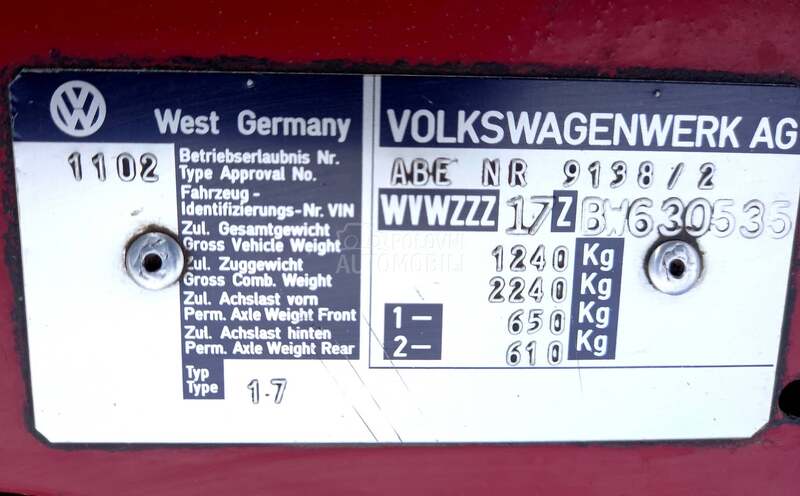 West Germany VOLKSWAGENWERK AG
1102 Betriebserlaubnis Nr.
Type Approval No. ABE NR 9138/2
Fahrzeug -
Identifizierungs-Nr. VIN WVWZZZ 17 Z BW630535
Zul. Gesamtgewicht
Gross Vehicle Weight 1240 Kg
Zul. Zuggewicht
Gross Comb. Weight 2240 Kg
Zul. Achslast vorn
Perm. Axle Weight Front 1- 650 Kg
Zul. Achslast hinten
Perm. Axle Weight Rear 2- 610 Kg
Typ
Type 1-7
POLOVNI
AUTOMOBILI